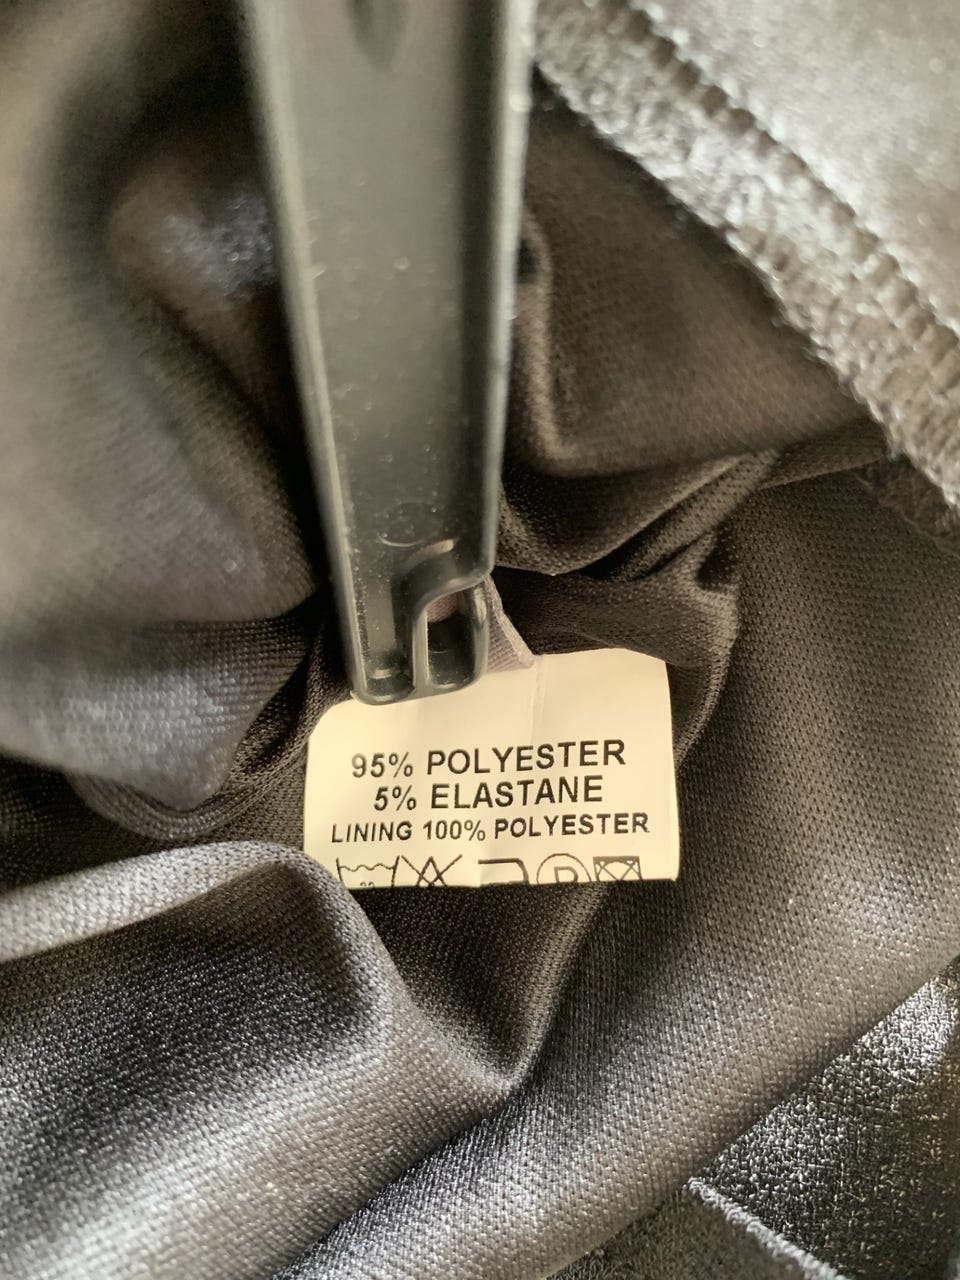 95% POLYESTER
5% ELASTANE
LINING 100% POLYESTER